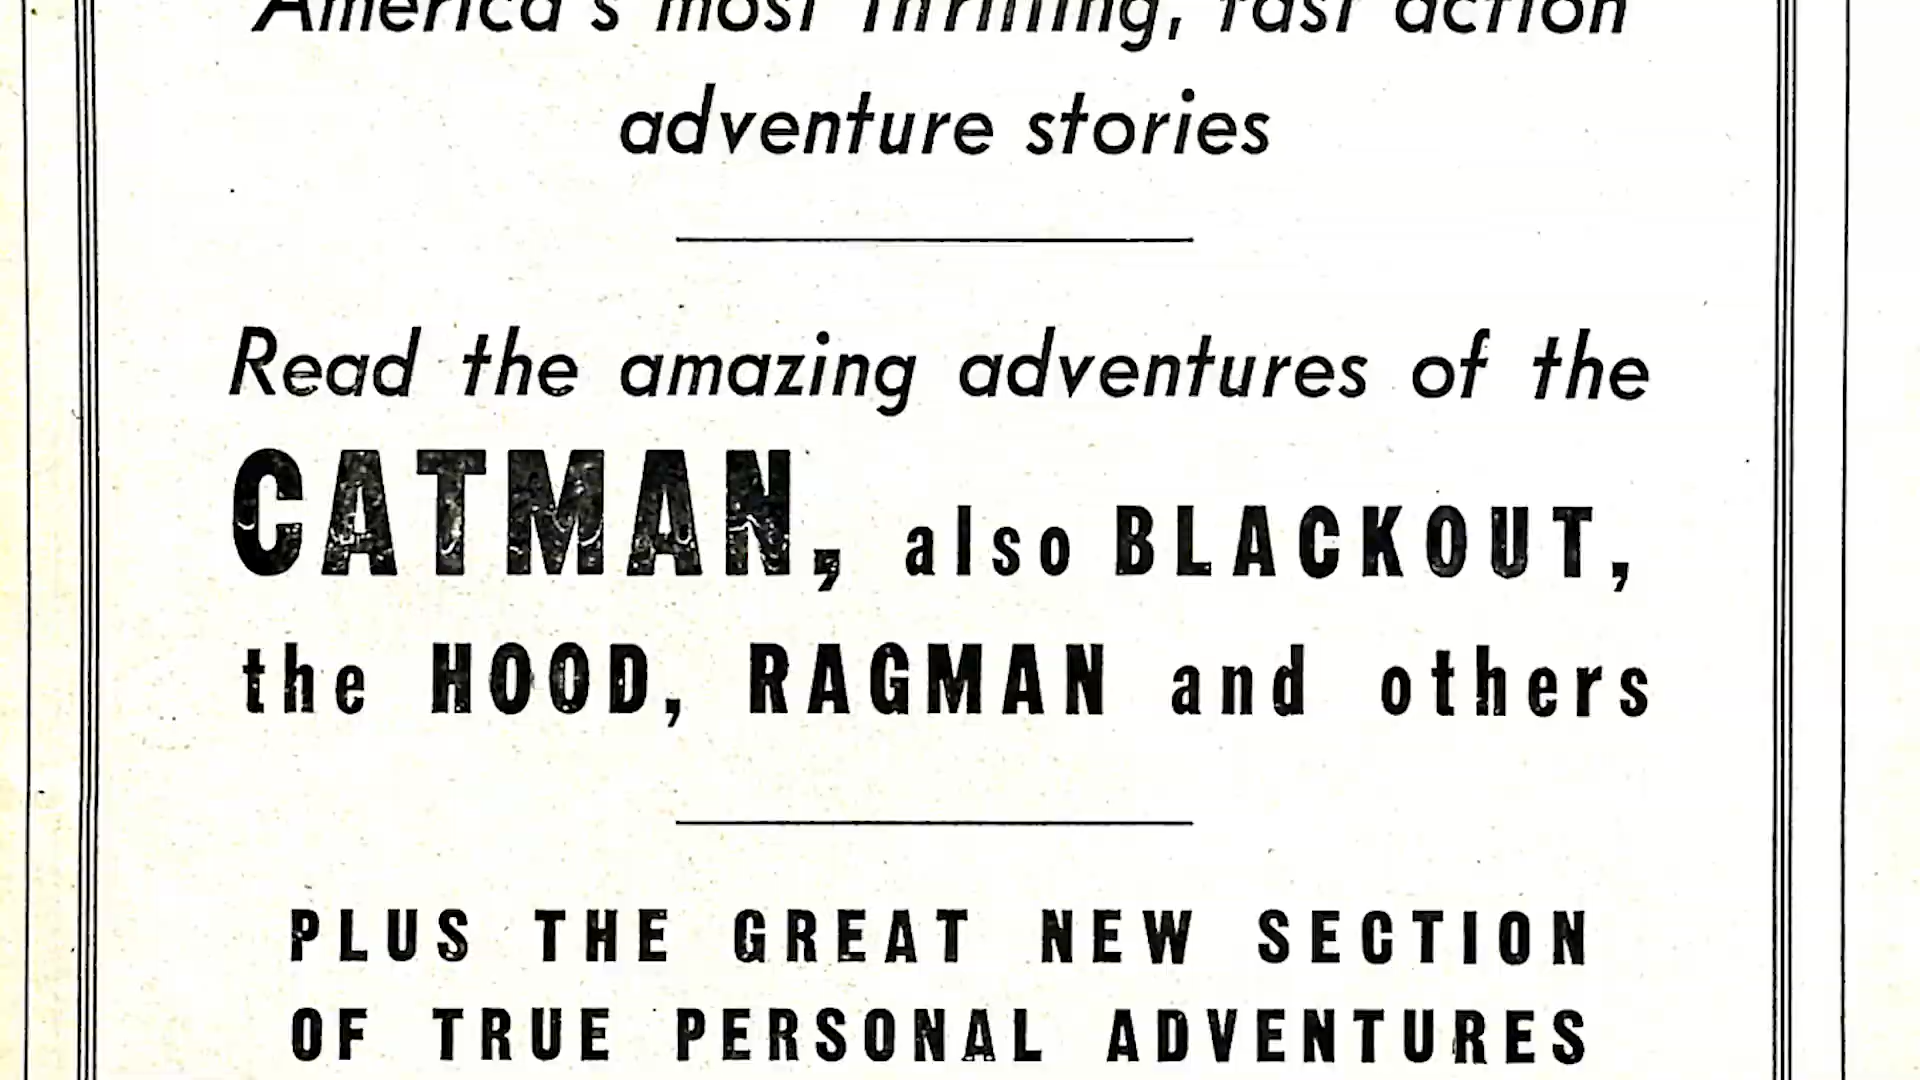 America's most thrilling, fast action
adventure stories
Read the amazing adventures of the
CATMAN, also BLACKOUT,
the HOOD, RAGMAN and others
PLUS THE GREAT NEW SECTION
OF TRUE PERSONAL ADVENTURES